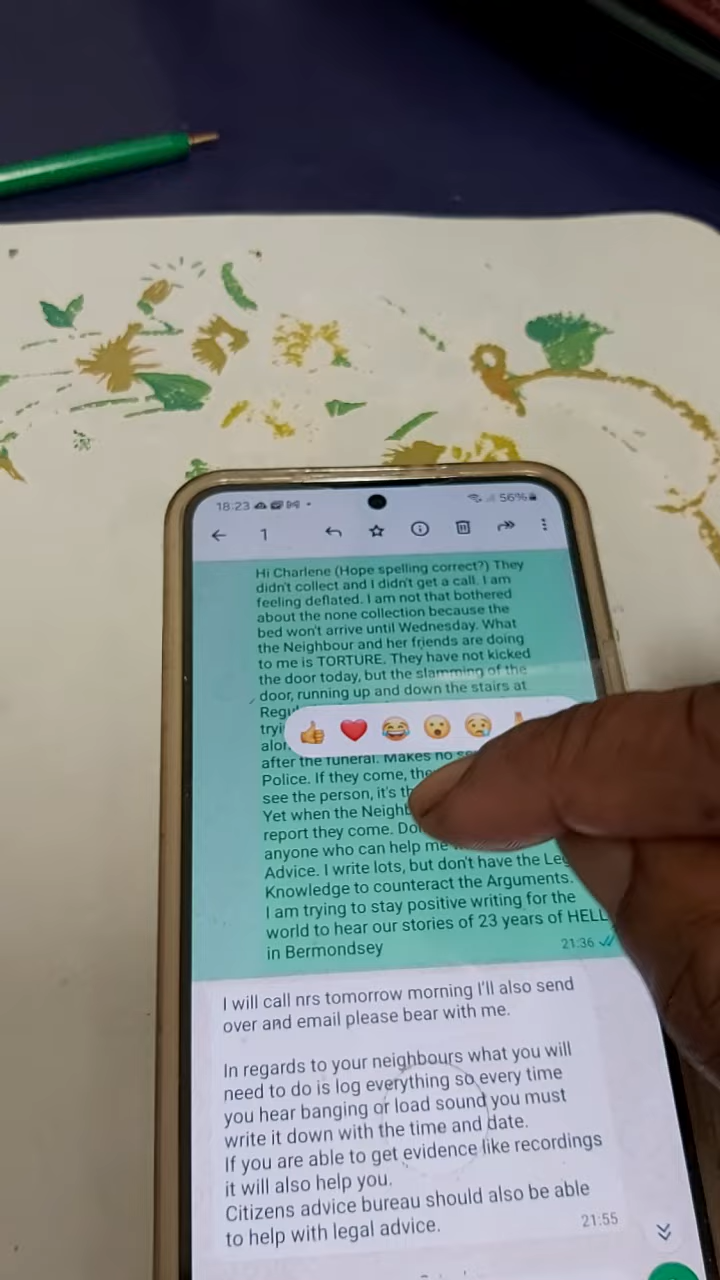 18:23
56%
1
Hi Charlene (Hope spelling correct?) They
didn't collect and I didn't get a call. I am
feeling deflated. I am not that bothered
about the none collection because the
bed won't arrive until Wednesday. What
the Neighbour and her friends are doing
to me is TORTURE. They have not kicked
the door today, but the slamming of the
door, running up and down the stairs at
after the funeral. Makes no
Police. If they come,
see the person, it's
Yet when the
report they come.
anyone who can help me
Advice. I write lots, but don't have the
Knowledge to counteract the Arguments.
I am trying to stay positive writing for the
world to hear our stories of 23 years of HELL
in Bermondsey
21:36
I will call nrs tomorrow morning I'll also send
over and email please bear with me.
In regards to your neighbours what you will
need to do is log everything so every time
you hear banging or load sound you must
write it down with the time and date.
If you are able to get evidence like recordings
it will also help you.
Citizens advice bureau should also be able
to help with legal advice.
21:55